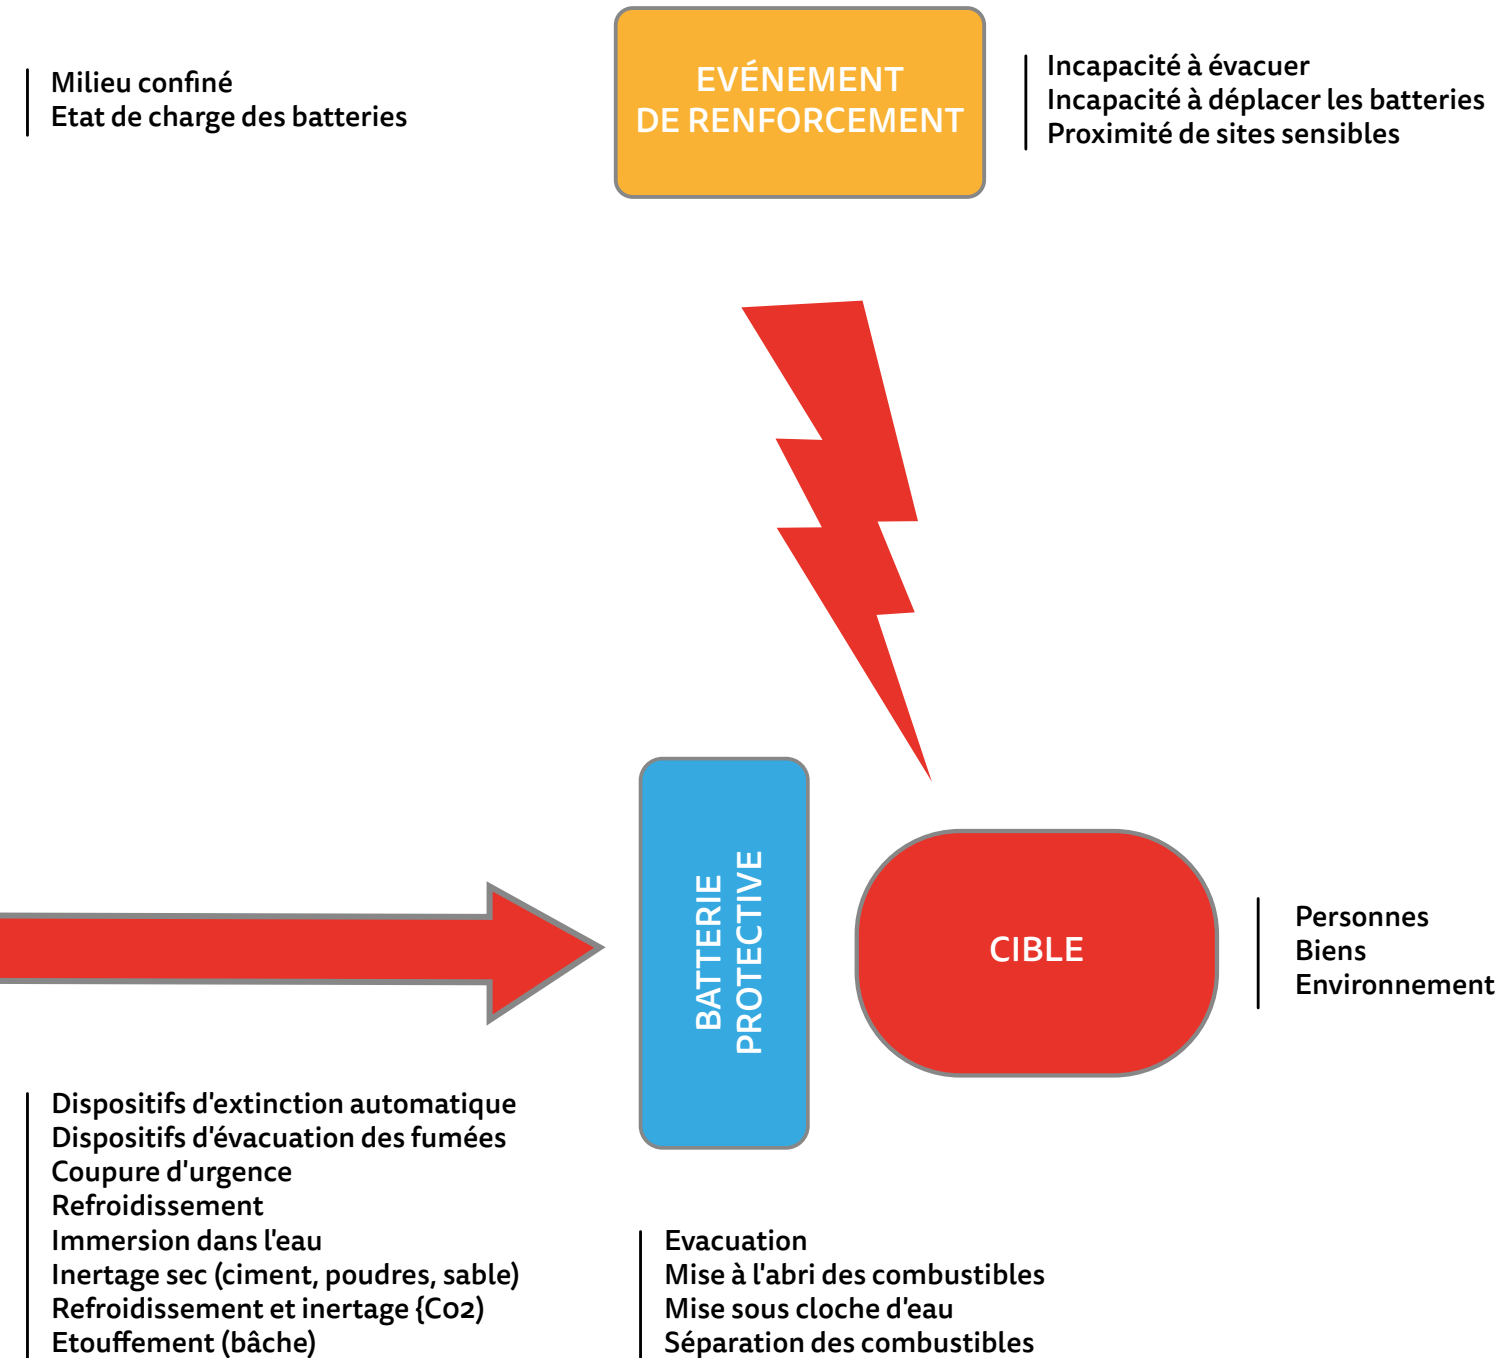 Milieu confiné
Etat de charge des batteries
EVÉNEMENT
DE RENFORCEMENT
Incapacité à évacuer
Incapacité à déplacer les batteries
Proximité de sites sensibles
BATTERIE
PROTECTIVE
CIBLE
Personnes
Biens
Environnement
Dispositifs d'extinction automatique
Dispositifs d'évacuation des fumées
Coupure d'urgence
Refroidissement
Immersion dans l'eau
Inertage sec (ciment, poudres, sable)
Refroidissement et inertage {C02)
Etouffement (bâche)
Evacuation
Mise à l'abri des combustibles
Mise sous cloche d'eau
Séparation des combustibles